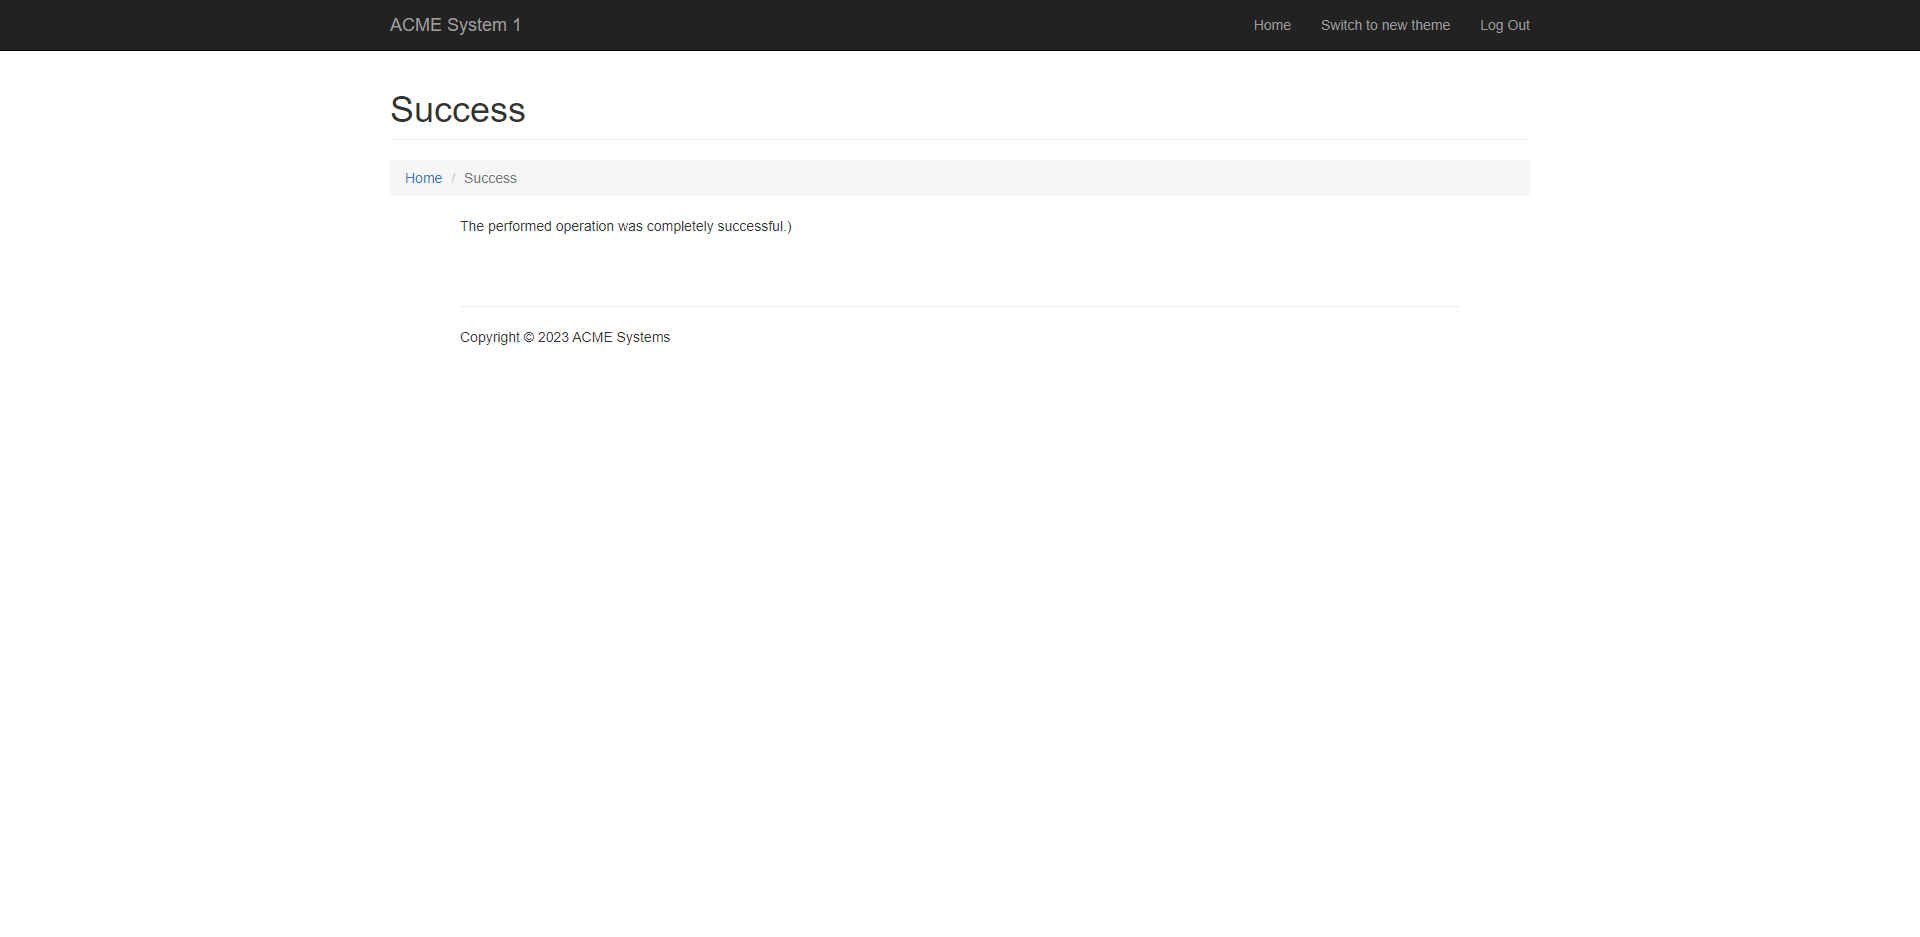 ACME System 1
Home
Switch to new theme
Log Out
Success
Home / Success
The performed operation was completely successful.)
Copyright © 2023 ACME Systems